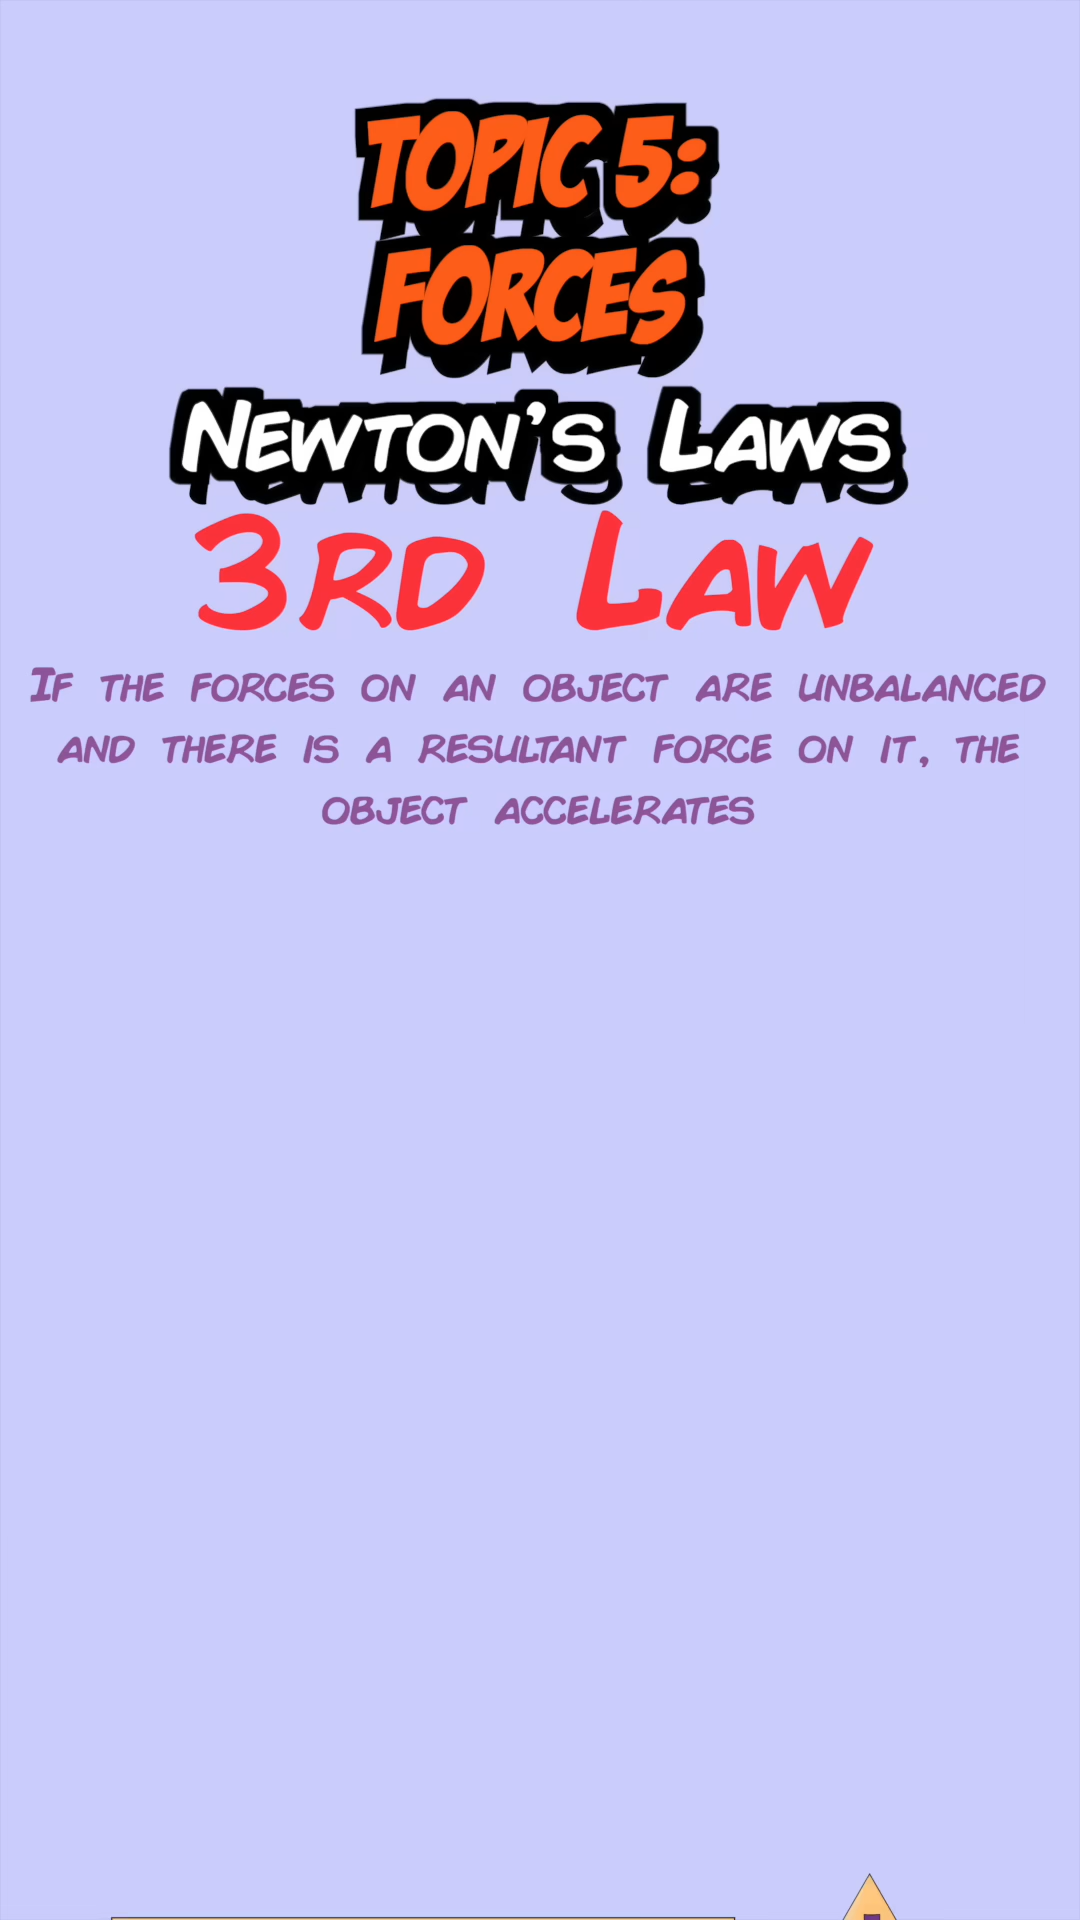 TOPIC 5:
FORCES
NEWTON'S LAWS
3RD LAW
IF THE FORCES ON AN OBJECT ARE UNBALANCED
AND THERE IS A RESULTANT FORCE ON IT, THE
OBJECT ACCELERATES